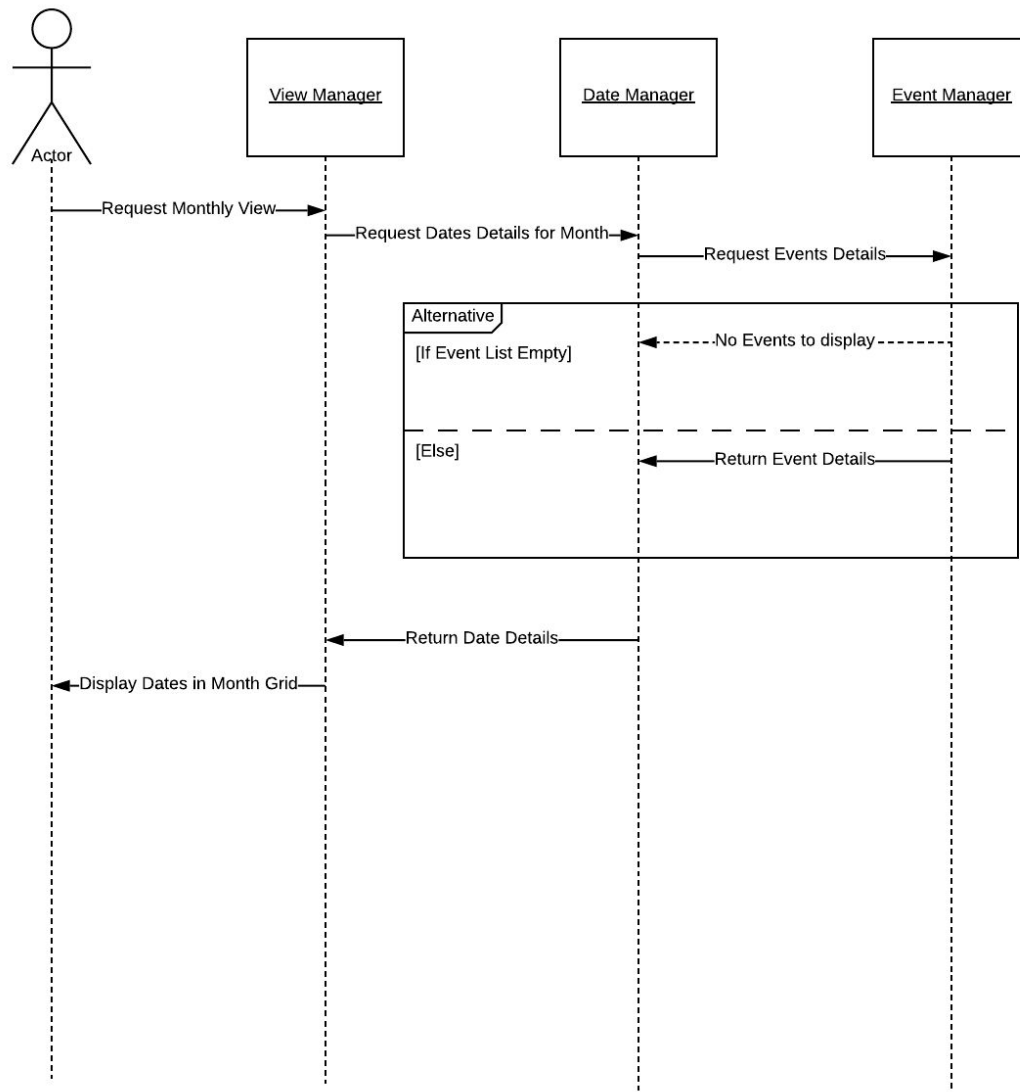 View Manager
Date Manager
Event Manager
Actor
Request Monthly View
Request Dates Details for Month
Request Events Details
Alternative
No Events to display
[If Event List Empty]
[Else]
Return Event Details
Return Date Details
Display Dates in Month Grid